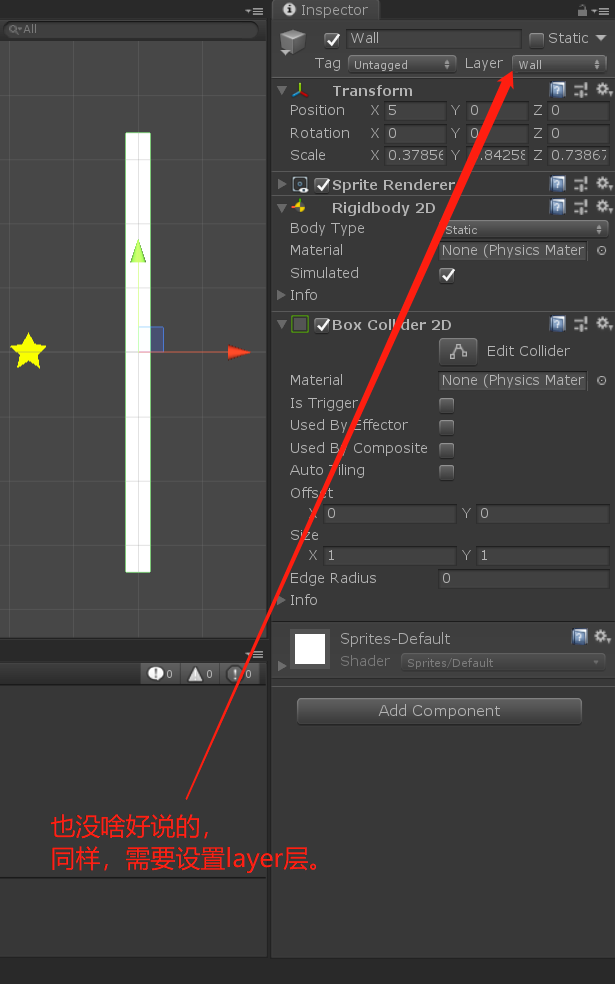 Inspector
All
Wall
Static
Tag
Untagged
Layer
Wall
Transform
Position
X
5
Y
0
Z
0
Rotation
X
0
Y
0
Z
0
Scale
X
0.37856
Y
.84258
Z
0.73867
Sprite Renderer
Rigidbody 2D
Body Type
Static
Material
None (Physics Mater
Simulated
Info
Box Collider 2D
Edit Collider
Material
None (Physics Mater
Is Trigger
Used By Effector
Used By Composite
Auto Tiling
Offset
X
0
Y
0
Size
X
1
Y
1
Edge Radius
0
Info
Sprites-Default
Shader
Sprites/Default
0
0
0
Add Component
也没啥好说的，
同样，需要设置layer层。